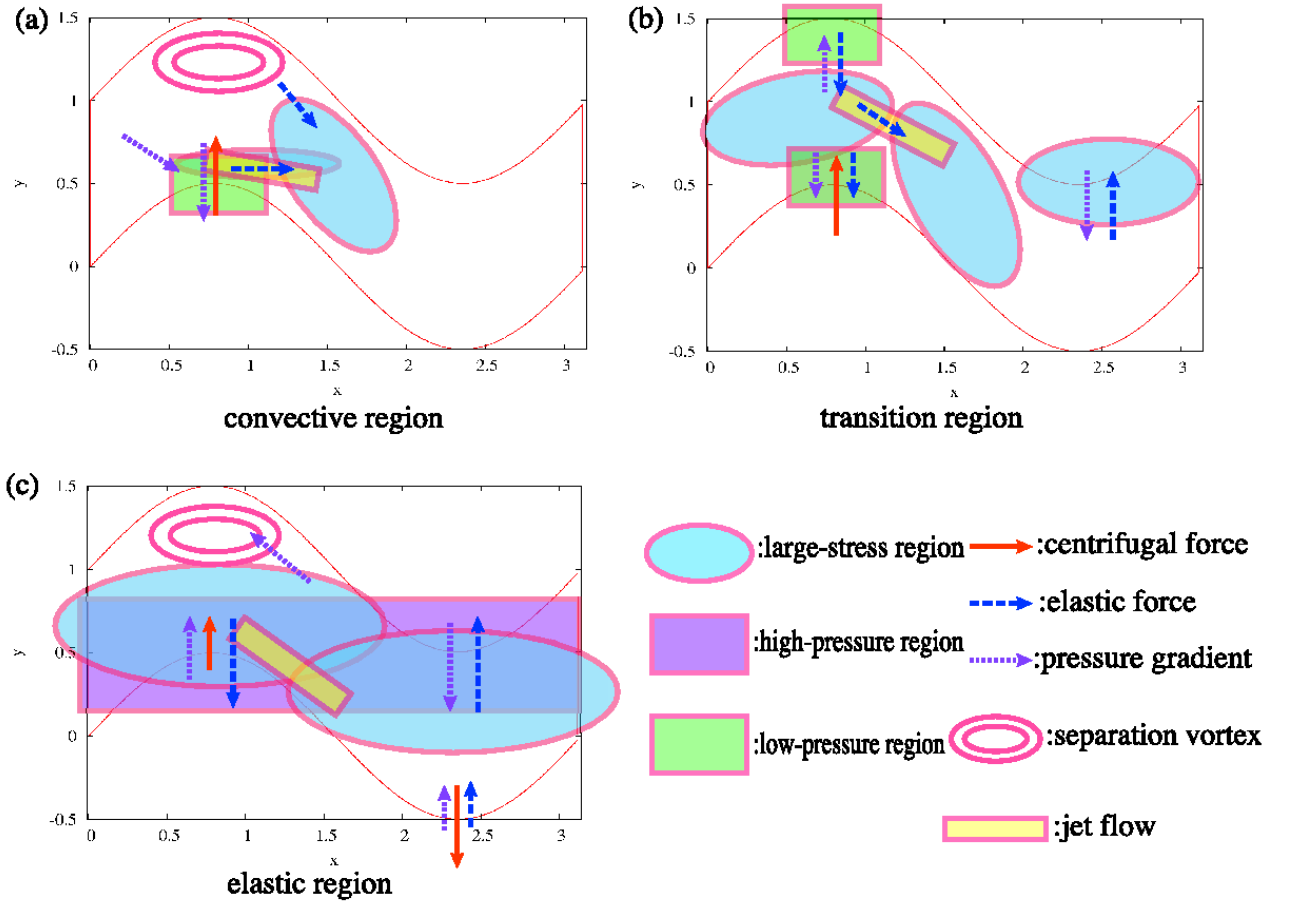 (a)
1.5
1
0.5
0
-0.5
y
0 0.5 1 1.5 2 2.5 3
x
convective region
(b)
1.5
1
0.5
0
-0.5
y
0 0.5 1 1.5 2 2.5 3
x
transition region
(c)
1.5
1
0.5
0
-0.5
y
0 0.5 1 1.5 2 2.5 3
x
elastic region
:large-stress region
:high-pressure region
:low-pressure region
:centrifugal force
:elastic force
:pressure gradient
:separation vortex
:jet flow